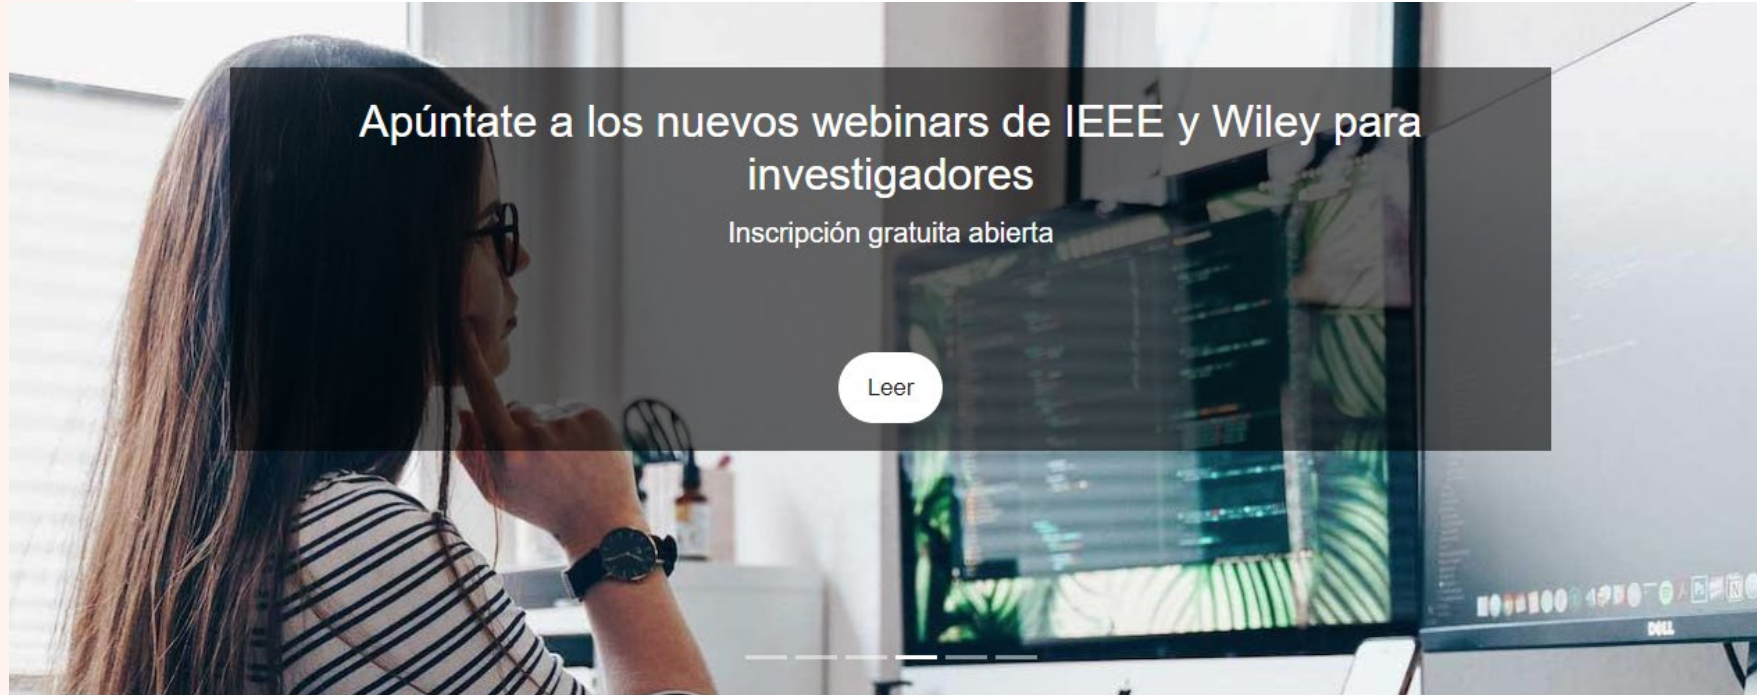 Apúntate a los nuevos webinars de IEEE y Wiley para
investigadores
Inscripción gratuita abierta
Leer
DELL